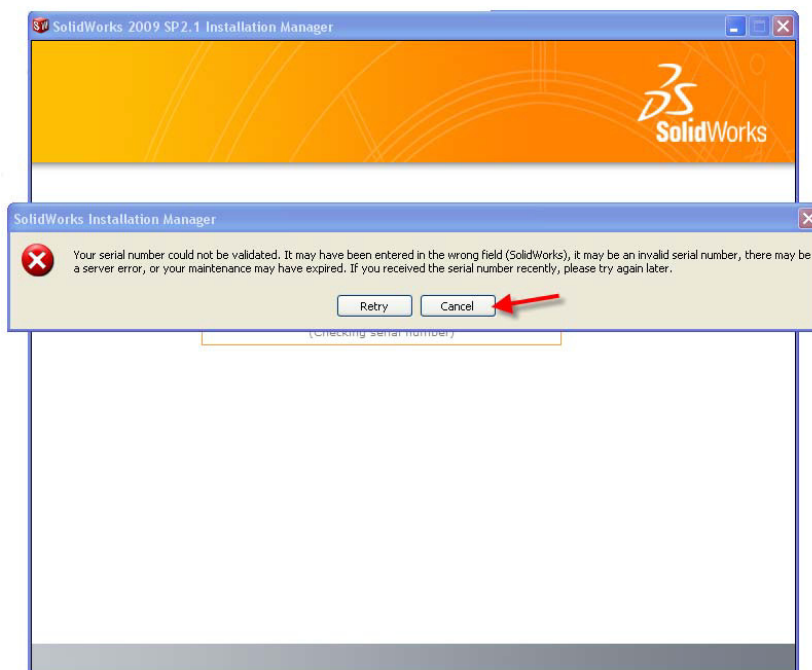 SolidWorks 2009 SP2.1 Installation Manager
SolidWorks
SolidWorks Installation Manager
Your serial number could not be validated. It may have been entered in the wrong field (SolidWorks), it may be an invalid serial number, there may be
a server error, or your maintenance may have expired. If you received the serial number recently, please try again later.
Retry Cancel
(Checking serial number)